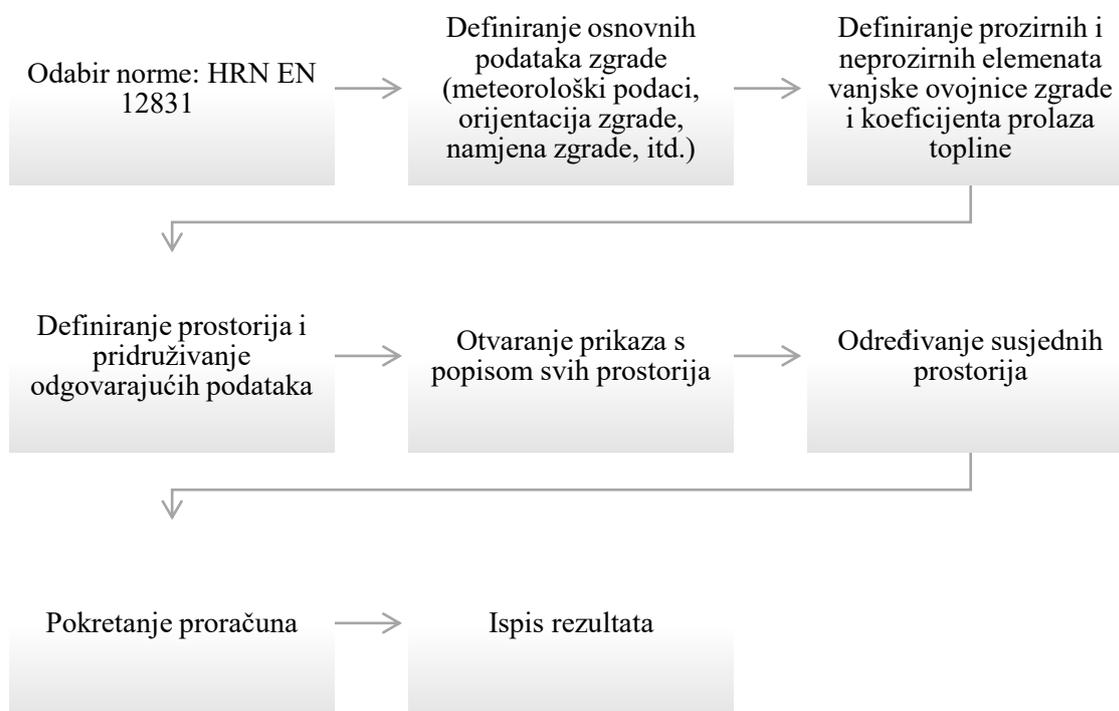 Odabir norme: HRN EN
12831
Definiranje osnovnih
podataka zgrade
(meteorološki podaci,
orijentacija zgrade,
namjena zgrade, itd.)
Definiranje prozirnih i
neprozirnih elemenata
vanjske ovojnice zgrade
i koeficijenta prolaza
topline
Definiranje prostorija i
pridruživanje
odgovarajućih podataka
Otvaranje prikaza s
popisom svih prostorija
Određivanje susjednih
prostorija
Pokretanje proračuna
Ispis rezultata